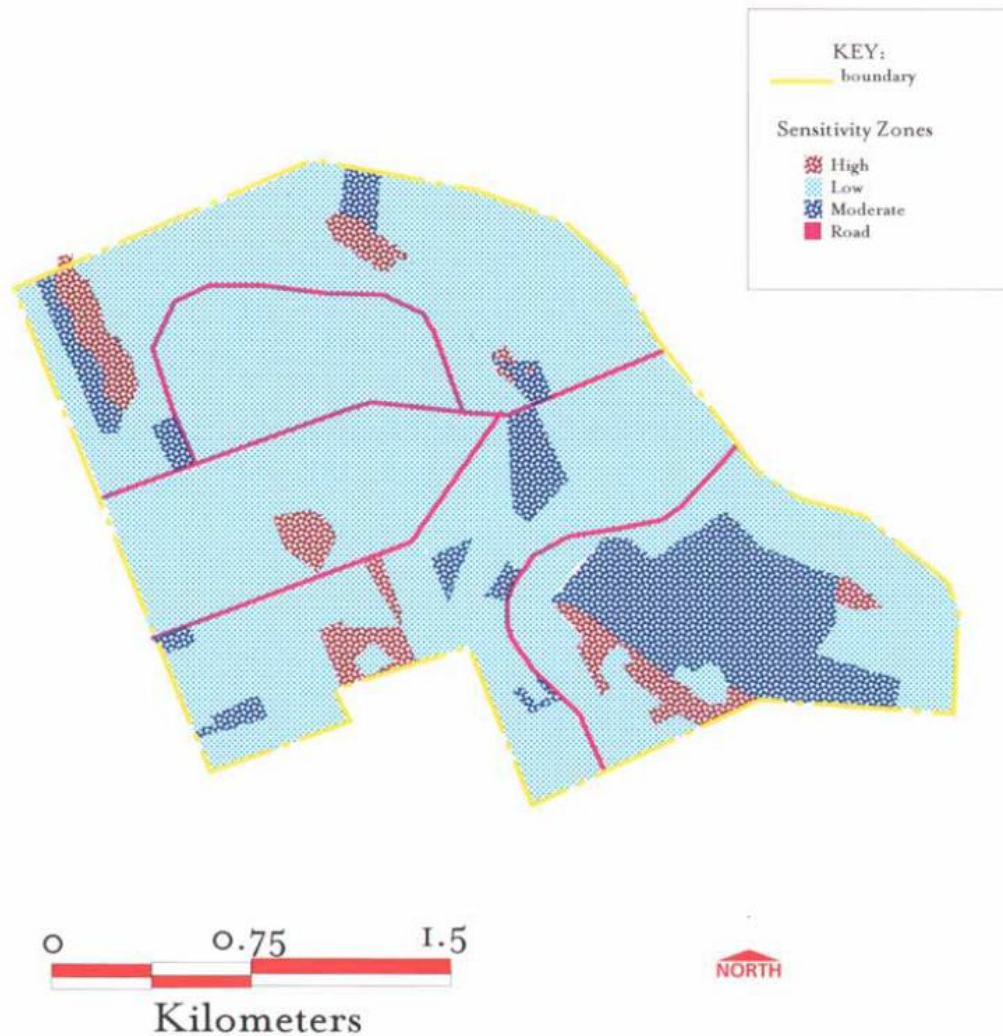 KEY:
boundary
Sensitivity Zones
High
Low
Moderate
Road
0 0.75 1.5
Kilometers
NORTH